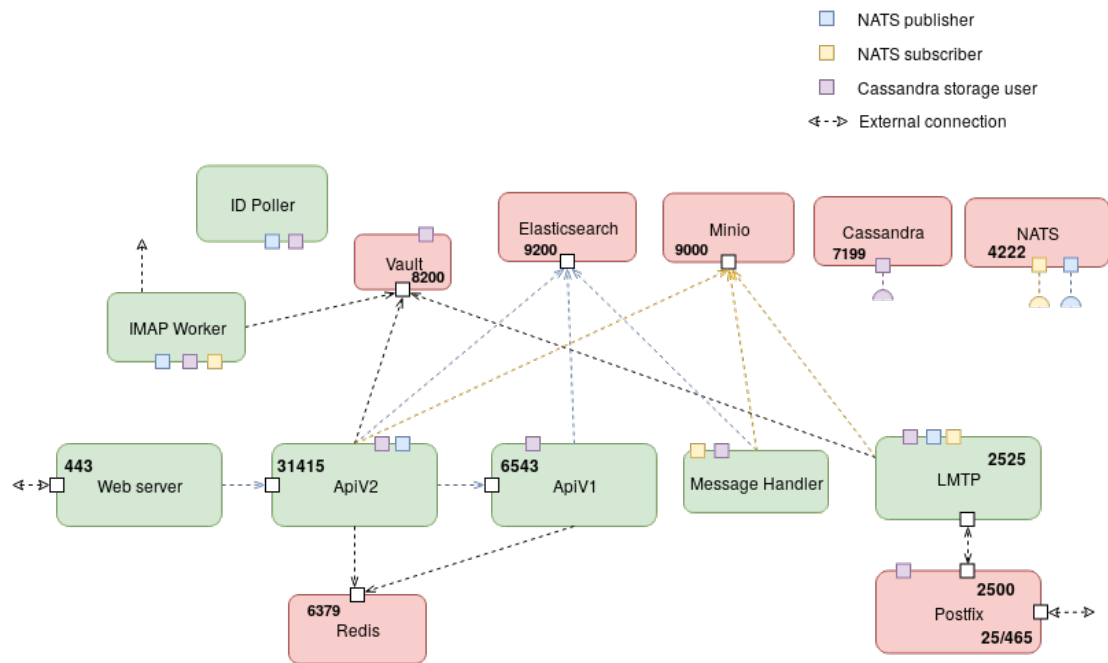 NATS publisher
NATS subscriber
Cassandra storage user
External connection
ID Poller
Elasticsearch
9200
Minio
9000
Cassandra
7199
NATS
4222
Vault
8200
IMAP Worker
443
Web server
31415
ApiV2
6543
ApiV1
Message Handler
2525
LMTP
6379
Redis
2500
Postfix
25/465